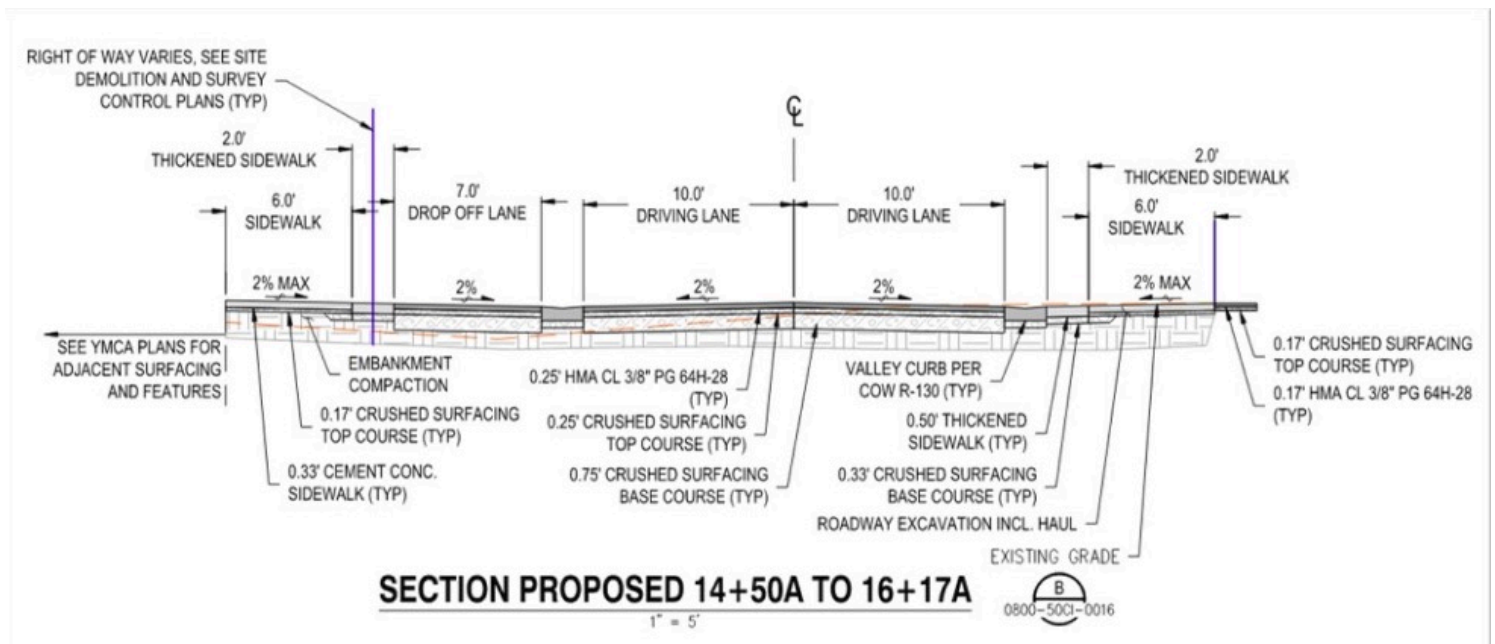 RIGHT OF WAY VARIES, SEE SITE
DEMOLITION AND SURVEY
CONTROL PLANS (TYP)
2.0'
THICKENED SIDEWALK
6.0'
SIDEWALK
7.0'
DROP OFF LANE
10.0'
DRIVING LANE
℄
10.0'
DRIVING LANE
2.0'
THICKENED SIDEWALK
6.0'
SIDEWALK
2% MAX
2%
2%
2%
2% MAX
SEE YMCA PLANS FOR
ADJACENT SURFACING
AND FEATURES
EMBANKMENT
COMPACTION
0.17' CRUSHED SURFACING
TOP COURSE (TYP)
0.33' CEMENT CONC.
SIDEWALK (TYP)
0.25' HMA CL 3/8" PG 64H-28
(TYP)
0.25' CRUSHED SURFACING
TOP COURSE (TYP)
0.75' CRUSHED SURFACING
BASE COURSE (TYP)
VALLEY CURB PER
COW R-130 (TYP)
0.50' THICKENED
SIDEWALK (TYP)
0.33' CRUSHED SURFACING
BASE COURSE (TYP)
ROADWAY EXCAVATION INCL. HAUL
EXISTING GRADE
0.17' CRUSHED SURFACING
TOP COURSE (TYP)
0.17' HMA CL 3/8" PG 64H-28
(TYP)
SECTION PROPOSED 14+50A TO 16+17A
1" = 5'
B
0800-50CI-0016